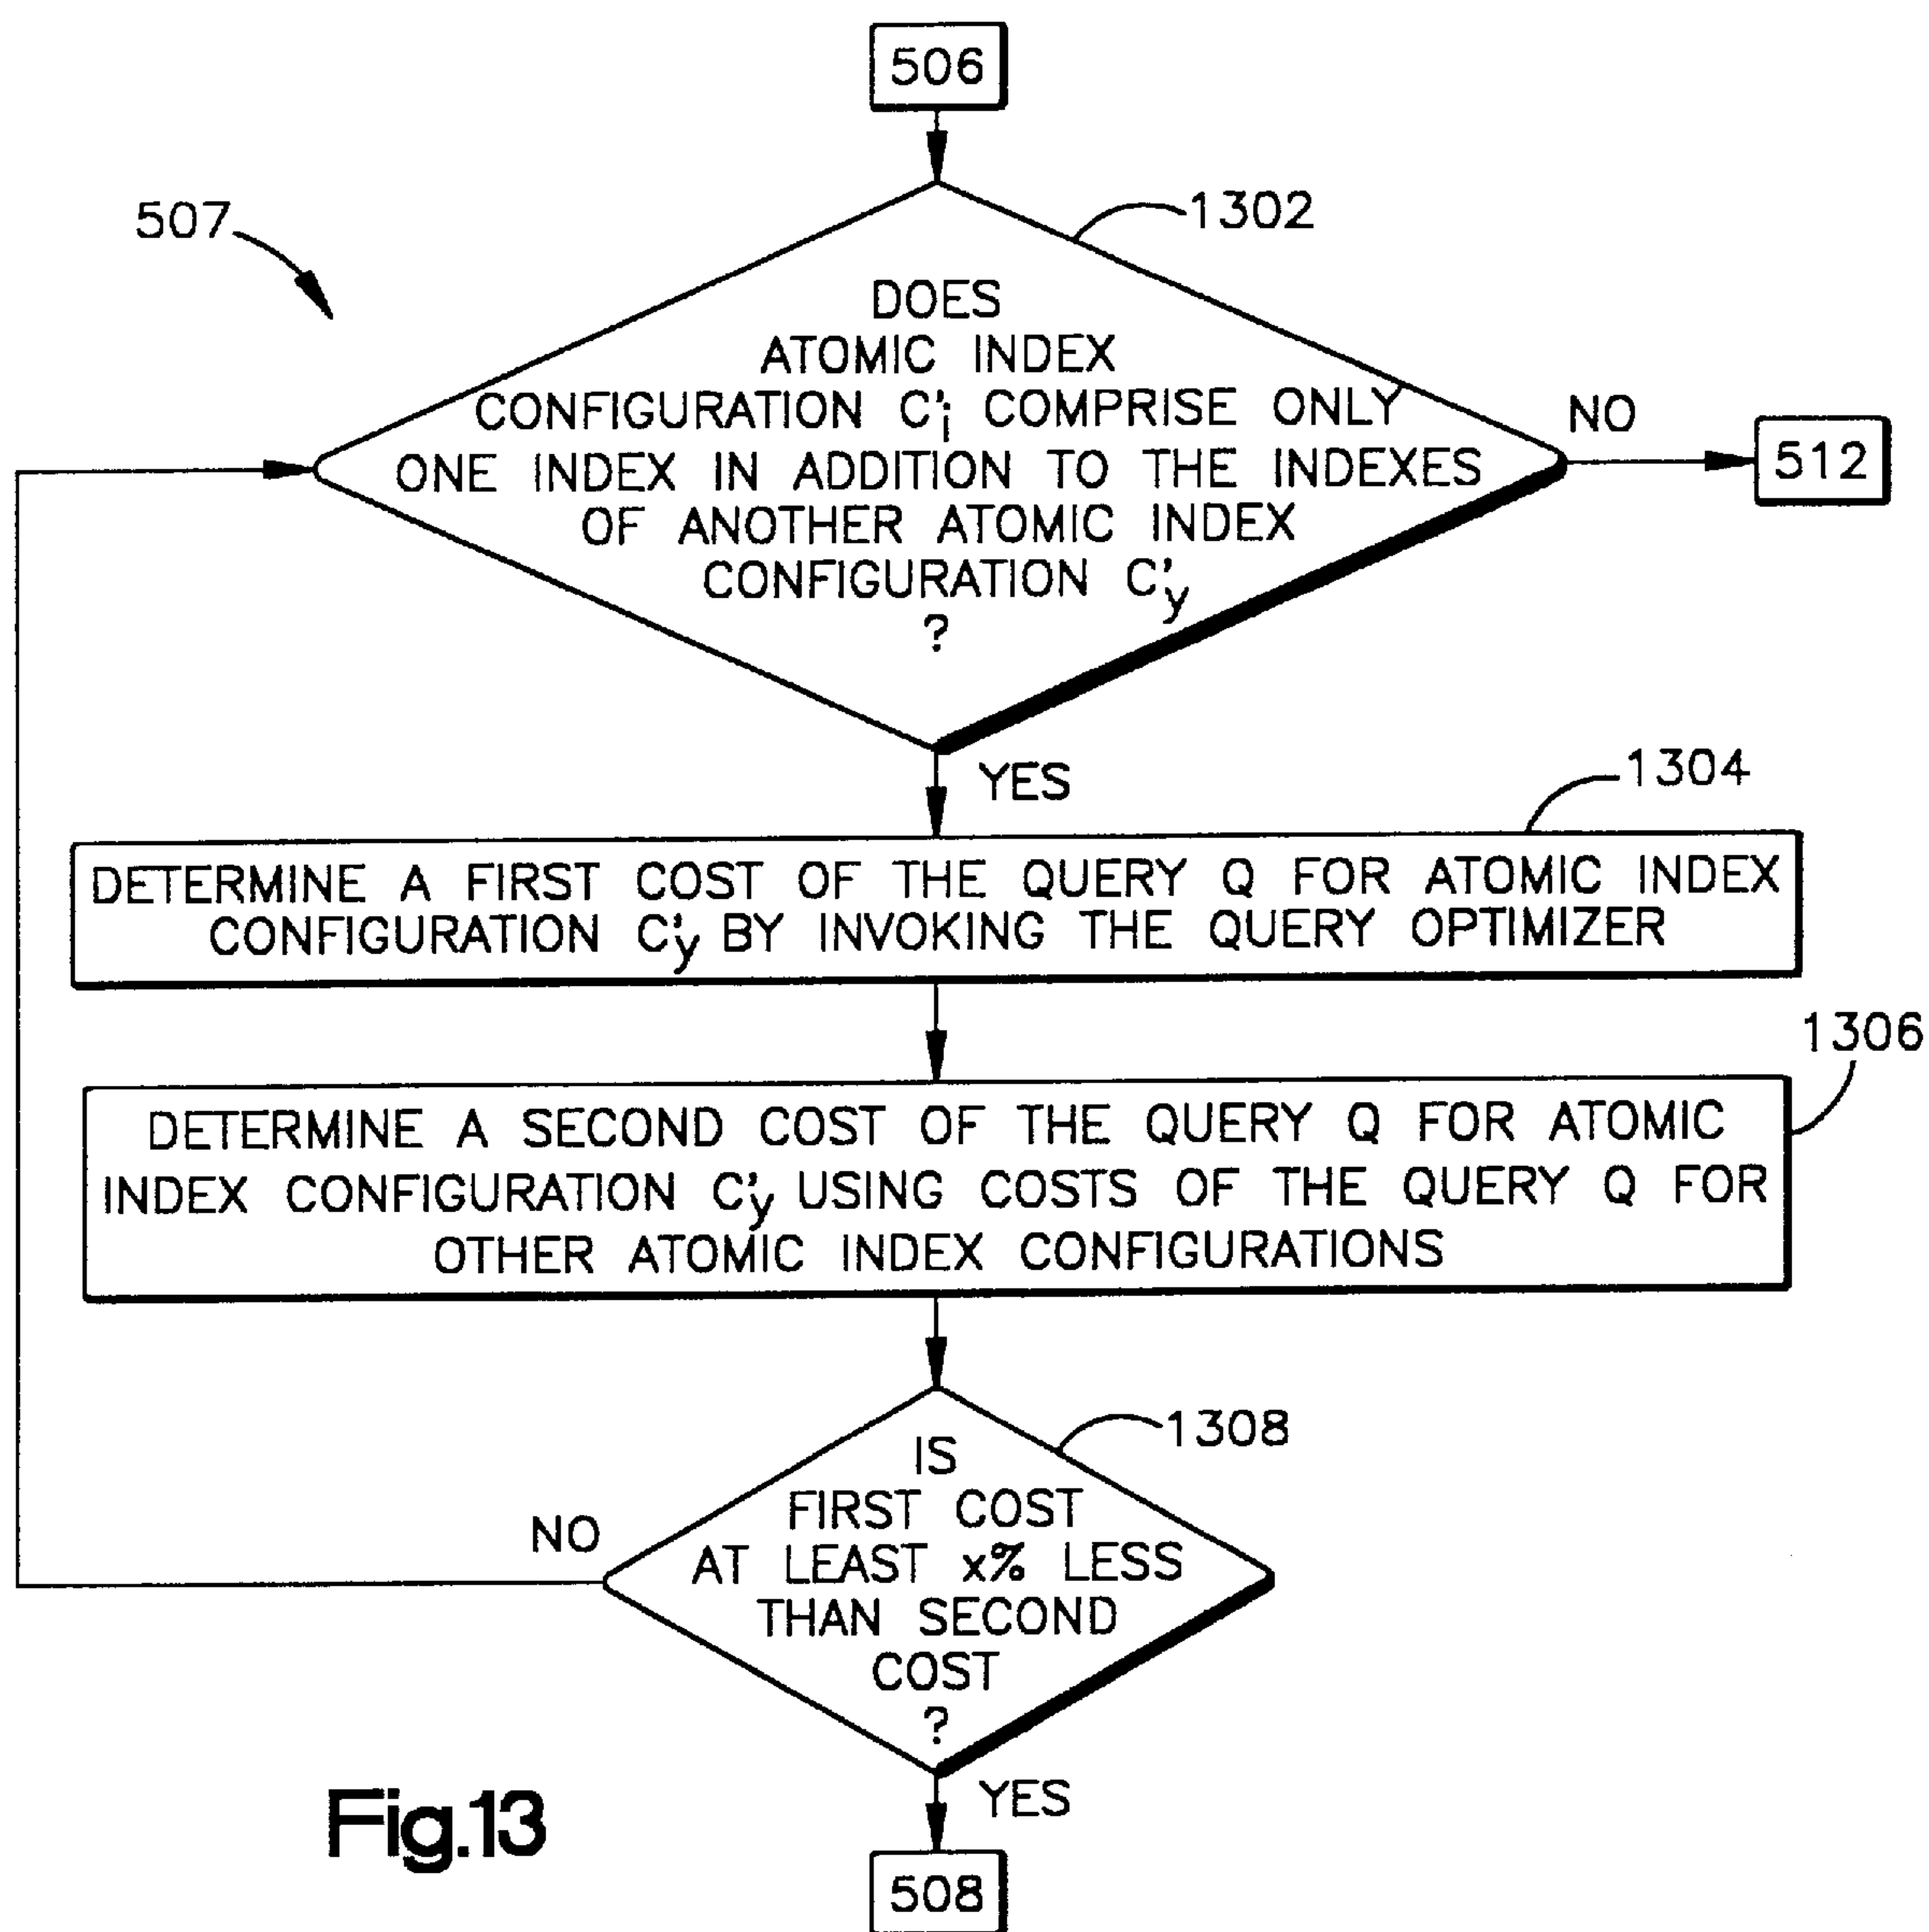 506
507
1302
DOES
ATOMIC INDEX
CONFIGURATION C'i COMPRISE ONLY
ONE INDEX IN ADDITION TO THE INDEXES
OF ANOTHER ATOMIC INDEX
CONFIGURATION C'y
?
NO
512
YES
1304
DETERMINE A FIRST COST OF THE QUERY Q FOR ATOMIC INDEX
CONFIGURATION C'y BY INVOKING THE QUERY OPTIMIZER
1306
DETERMINE A SECOND COST OF THE QUERY Q FOR ATOMIC
INDEX CONFIGURATION C'y USING COSTS OF THE QUERY Q FOR
OTHER ATOMIC INDEX CONFIGURATIONS
1308
IS
FIRST COST
AT LEAST x% LESS
THAN SECOND
COST
?
NO
YES
508
Fig.13